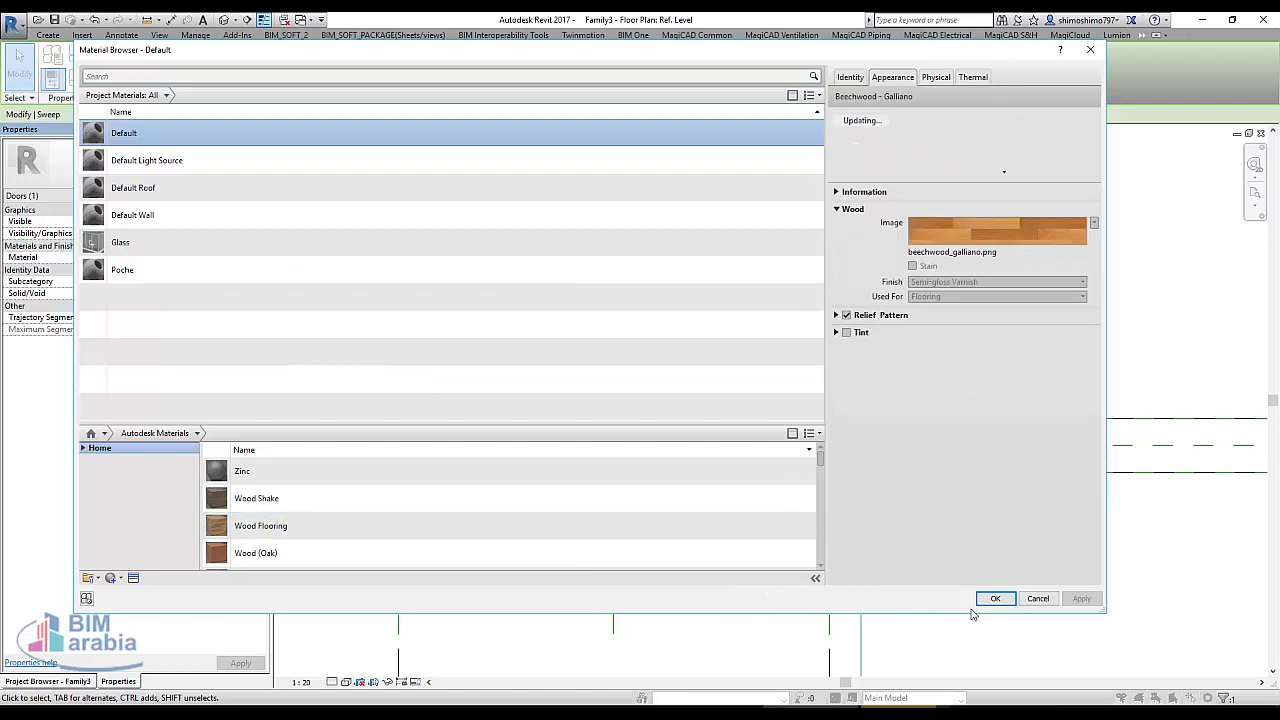 Autodesk Revit 2017 - Family3 - Floor Plan: Ref. Level
Type a keyword or phrase
shimoshimo797
Create Insert Annotate View Manage Add-Ins BIM_SOFT_2 BIM_SOFT_PACKAGE(Sheets/views) BIM Interoperability Tools Twinmotion BIM One MagiCAD Common MagiCAD Ventilation MagiCAD Piping MagiCAD Electrical MagiCAD S&H MagiCloud Lumion
Material Browser - Default
Modify
Select
Modify | Sweep
Properties
Doors (1)
Graphics
Visible
Visibility/Graphics
Materials and Finish
Material
Identity Data
Subcategory
Solid/Void
Other
Trajectory Segm
Maximum Segme
Search
Project Materials: All
Name
Default
Default Light Source
Default Roof
Default Wall
Glass
Poche
Autodesk Materials
Home
Name
Zinc
Wood Shake
Wood Flooring
Wood (Oak)
Identity Appearance Physical Thermal
Beechwood - Galliano
Updating...
Information
Wood
Image
beechwood_galliano.png
Stain
Finish Semi-gloss Varnish
Used For Flooring
Relief Pattern
Tint
OK Cancel Apply
BIM
arabia
Properties help
Apply
Project Browser - Family3 Properties
1 : 20
Click to select, TAB for alternates, CTRL adds, SHIFT unselects.
:0
Main Model
:1